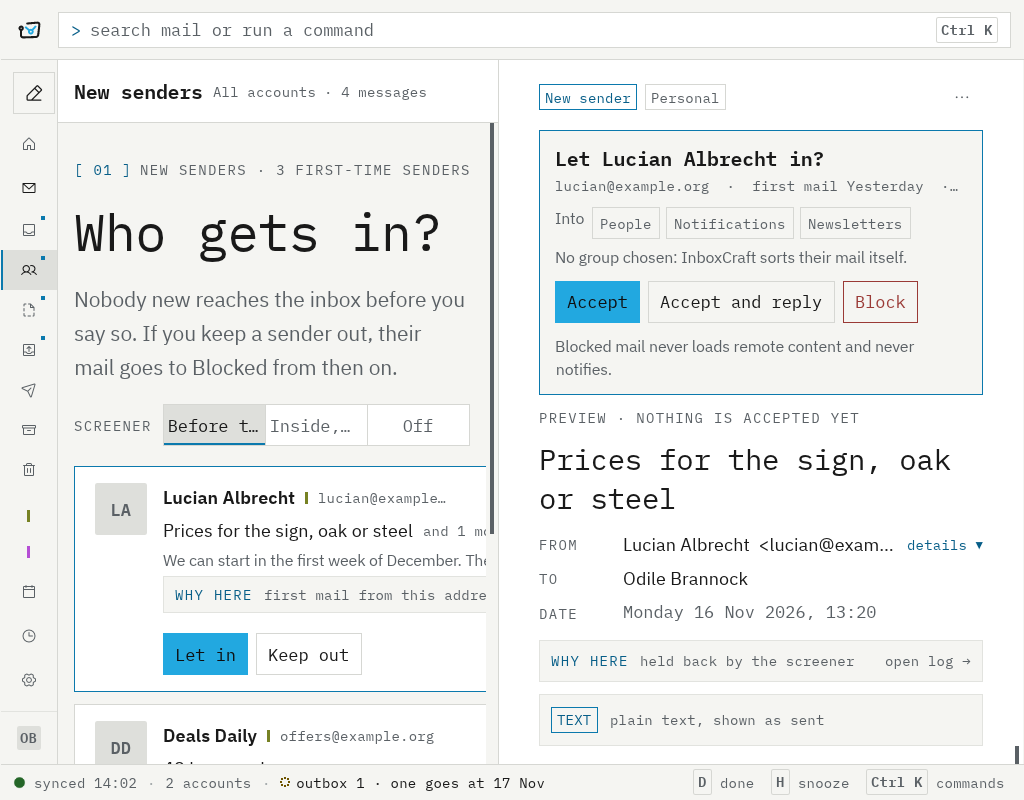 > search mail or run a command Ctrl K
New senders All accounts · 4 messages
[ 01 ] NEW SENDERS · 3 FIRST-TIME SENDERS
Who gets in?
Nobody new reaches the inbox before you
say so. If you keep a sender out, their
mail goes to Blocked from then on.
SCREENER Before t… Inside,… Off
LA Lucian Albrecht lucian@example…
Prices for the sign, oak or steel and 1 mo
We can start in the first week of December. The
WHY HERE first mail from this addre
Let in Keep out
DD Deals Daily offers@example.org
New sender Personal …
Let Lucian Albrecht in?
lucian@example.org · first mail Yesterday ·…
Into People Notifications Newsletters
No group chosen: InboxCraft sorts their mail itself.
Accept Accept and reply Block
Blocked mail never loads remote content and never
notifies.
PREVIEW · NOTHING IS ACCEPTED YET
Prices for the sign, oak
or steel
FROM Lucian Albrecht <lucian@exam… details ▾
TO Odile Brannock
DATE Monday 16 Nov 2026, 13:20
WHY HERE held back by the screener open log →
TEXT plain text, shown as sent
OB
synced 14:02 · 2 accounts · outbox 1 · one goes at 17 Nov D done H snooze Ctrl K commands